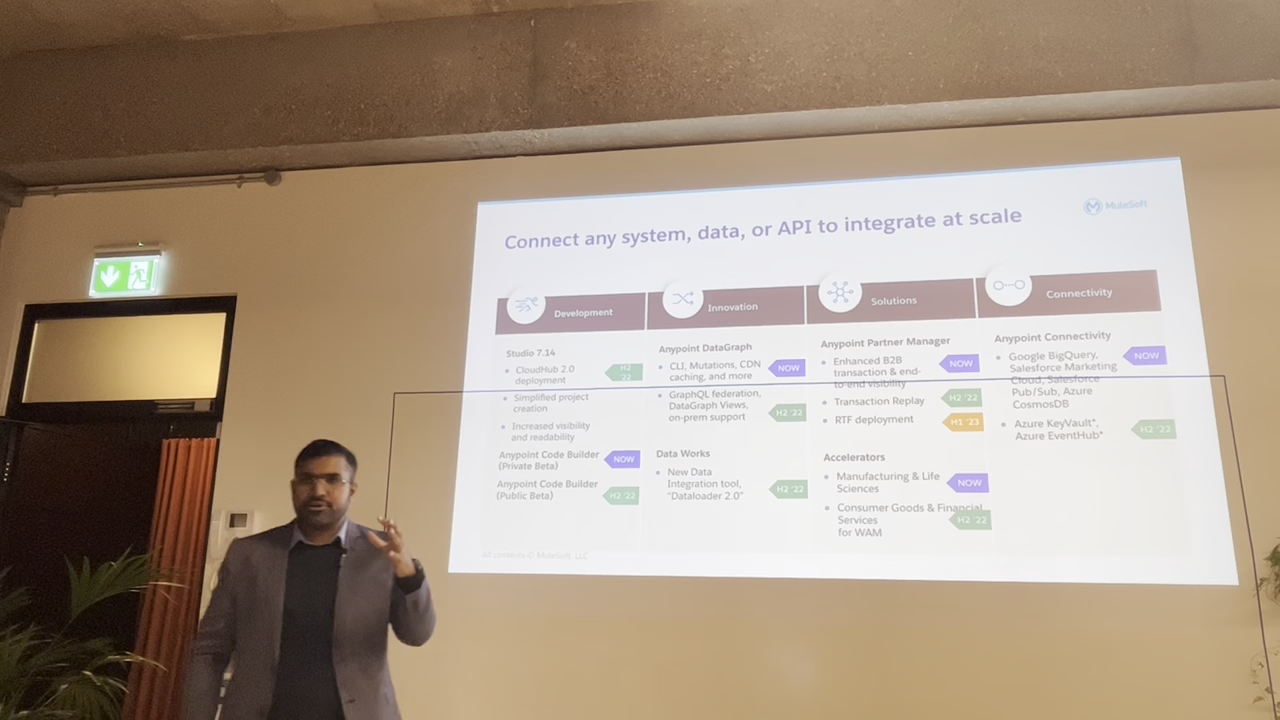 MuleSoft
Connect any system, data, or API to integrate at scale
Development
Studio 7.14
• CloudHub 2.0
deployment
H2
'22
• Simplified project
creation
• Increased visibility
and readability
Anypoint Code Builder
(Private Beta)
NOW
Anypoint Code Builder
(Public Beta)
H2 '22
Innovation
Anypoint DataGraph
• CLI, Mutations, CDN
caching, and more
NOW
• GraphQL federation,
DataGraph Views,
on-prem support
H2 '22
Data Works
• New Data
Integration tool,
"Dataloader 2.0"
H2 '22
Solutions
Anypoint Partner Manager
• Enhanced B2B
transaction & end-
to-end visibility
NOW
• Transaction Replay
H2 '22
• RTF deployment
H1 '23
Accelerators
• Manufacturing & Life
Sciences
NOW
• Consumer Goods & Financial
Services
for WAM
H2 '22
Connectivity
Anypoint Connectivity
• Google BigQuery,
Salesforce Marketing
Cloud, Salesforce
Pub/Sub, Azure
CosmosDB
NOW
• Azure KeyVault*,
Azure EventHub*
H2 '22
All contents © MuleSoft, LLC